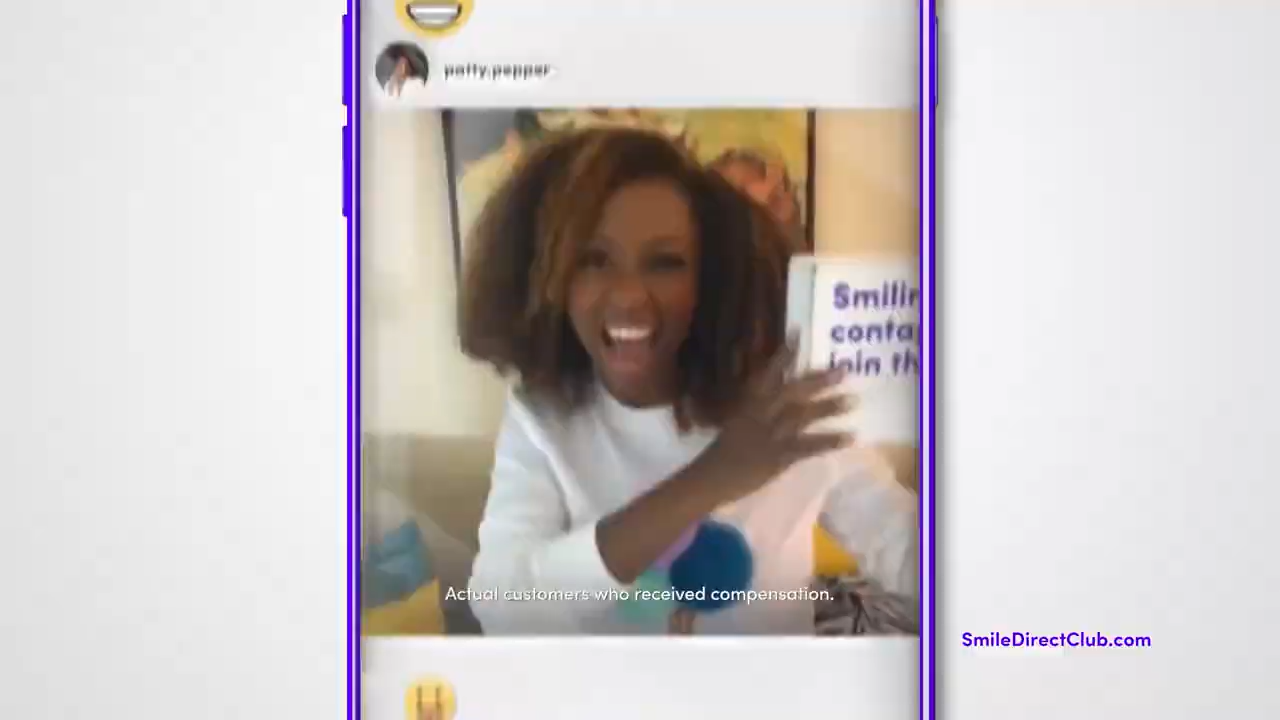 patty.pepper
Smilin
conta
join th
Actual customers who received compensation.
SmileDirectClub.com